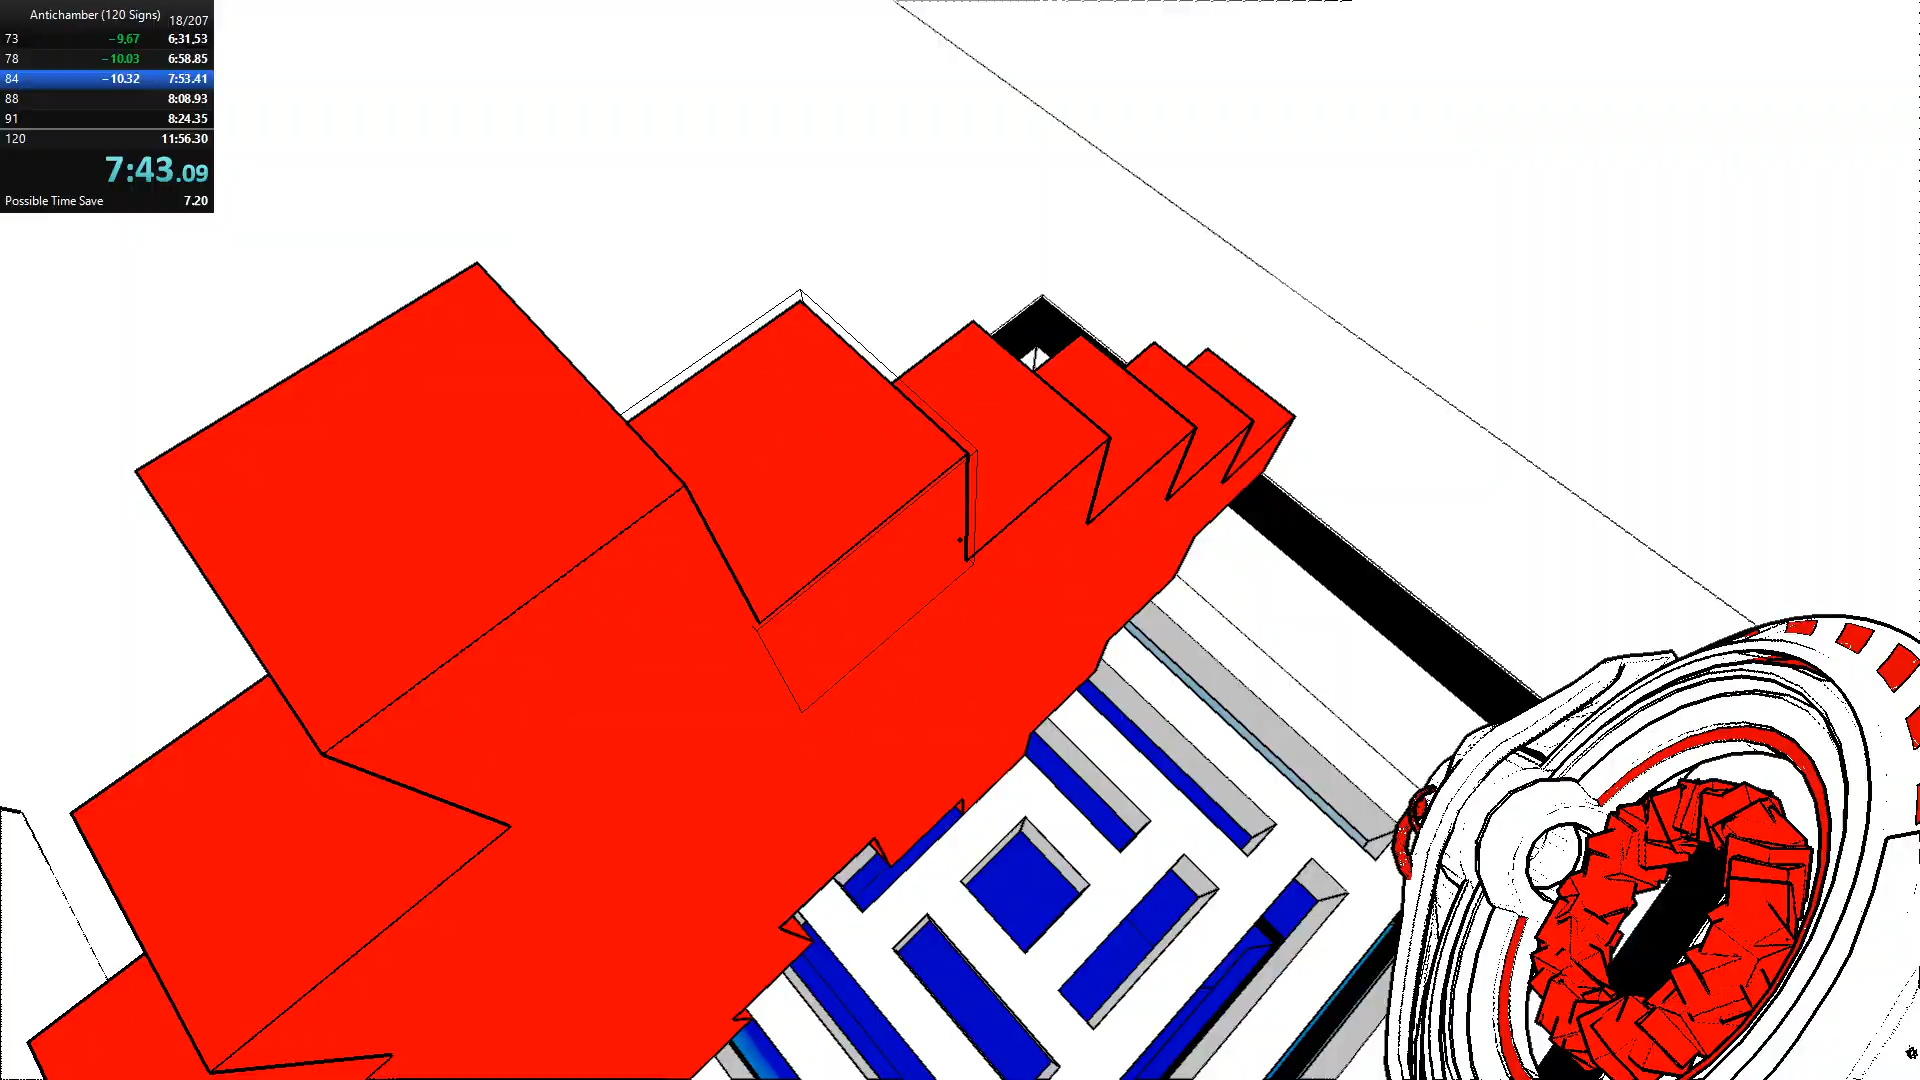 Antichamber (120 Signs) 18/207
73 −9.67 6:31.53
78 −10.03 6:58.85
84 −10.32 7:53.41
88 8:08.93
91 8:24.35
120 11:56.30
7:43.09
Possible Time Save 7.20